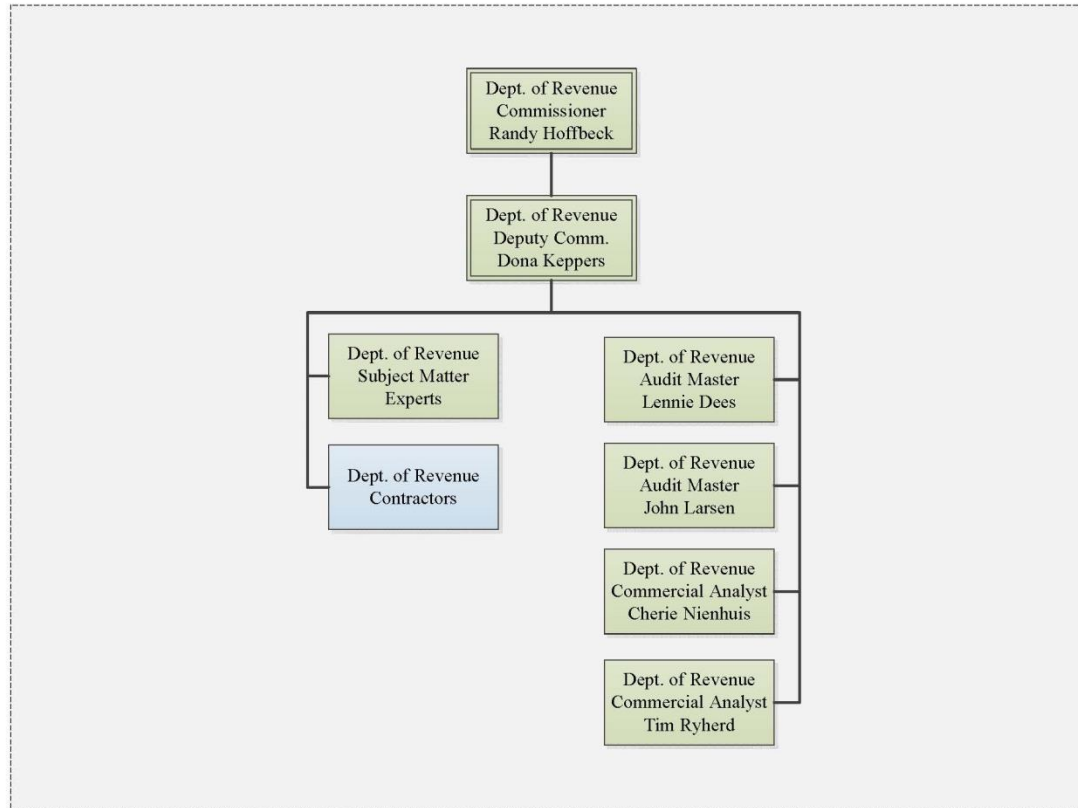 Dept. of Revenue
Commissioner
Randy Hoffbeck
Dept. of Revenue
Deputy Comm.
Dona Keppers
Dept. of Revenue
Subject Matter
Experts
Dept. of Revenue
Contractors
Dept. of Revenue
Audit Master
Lennie Dees
Dept. of Revenue
Audit Master
John Larsen
Dept. of Revenue
Commercial Analyst
Cherie Nienhuis
Dept. of Revenue
Commercial Analyst
Tim Ryherd